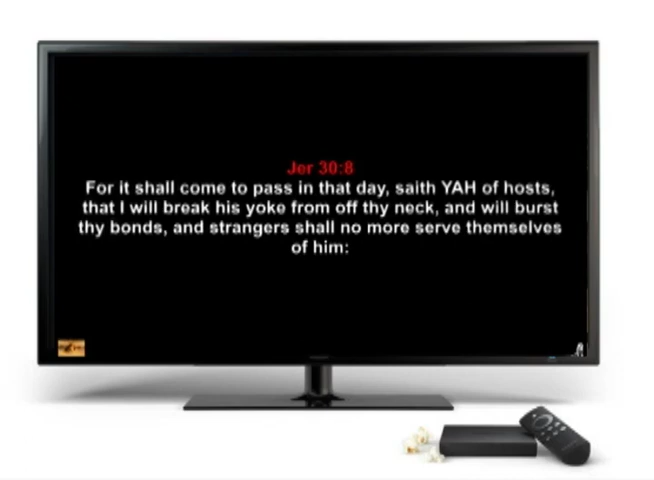 Jer 30:8
For it shall come to pass in that day, saith YAH of hosts,
that I will break his yoke from off thy neck, and will burst
thy bonds, and strangers shall no more serve themselves
of him: